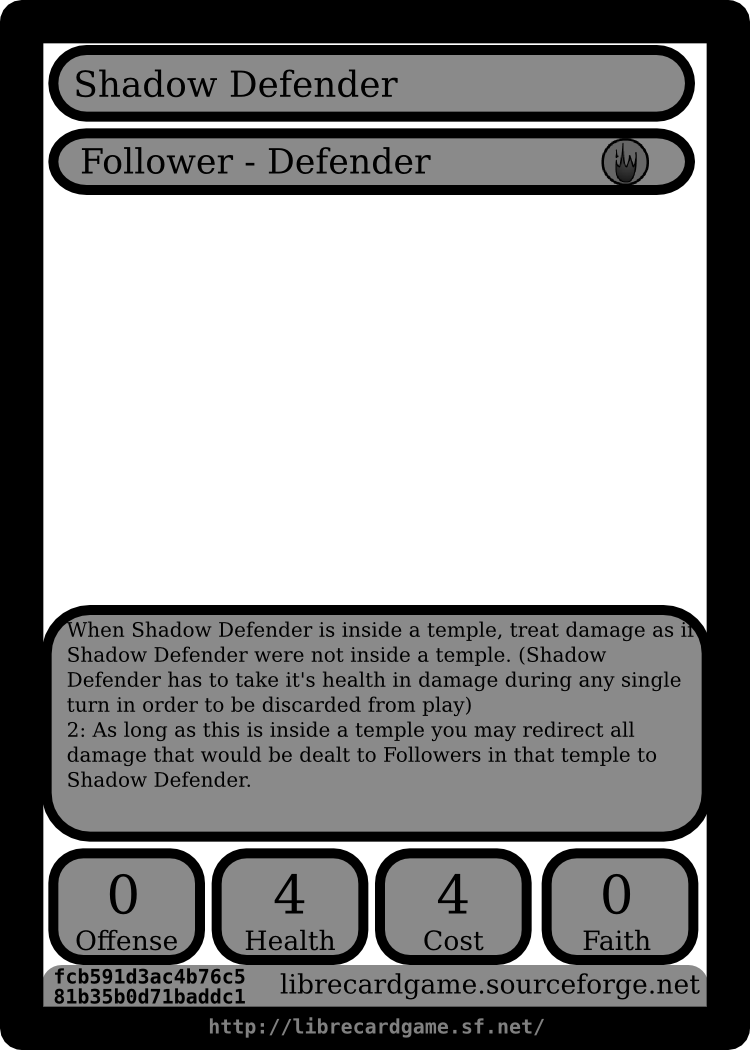 Shadow Defender
Follower - Defender
When Shadow Defender is inside a temple, treat damage as if
Shadow Defender were not inside a temple. (Shadow
Defender has to take it's health in damage during any single
turn in order to be discarded from play)
2: As long as this is inside a temple you may redirect all
damage that would be dealt to Followers in that temple to
Shadow Defender.
0
Offense
4
Health
4
Cost
0
Faith
fcb591d3ac4b76c5
81b35b0d71baddc1
librecardgame.sourceforge.net
http://librecardgame.sf.net/